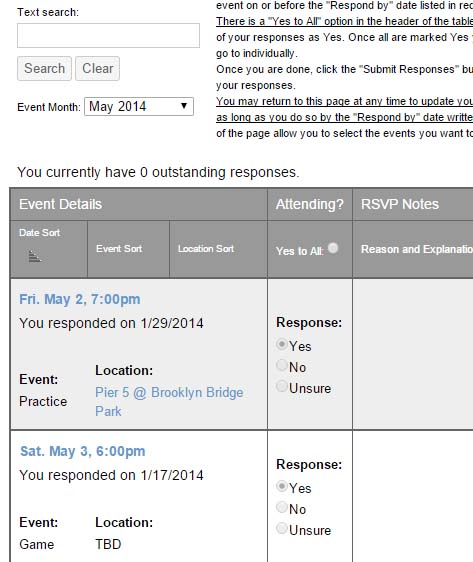 Text search:
Search Clear
Event Month: May 2014
event on or before the "Respond by" date listed in red
There is a "Yes to All" option in the header of the table
of your responses as Yes. Once all are marked Yes
go to individually.
Once you are done, click the "Submit Responses"
your responses.
You may return to this page at any time to update
as long as you do so by the "Respond by" date
of the page allow you to select the events you want
You currently have 0 outstanding responses.
Event Details Attending? RSVP Notes
Date Sort Event Sort Location Sort Yes to All: Reason and
Fri. May 2, 7:00pm
You responded on 1/29/2014
Event:
Practice
Location:
Pier 5 @ Brooklyn Bridge
Park
Response:
Yes
No
Unsure
Sat. May 3, 6:00pm
You responded on 1/17/2014
Event:
Game
Location:
TBD
Response:
Yes
No
Unsure